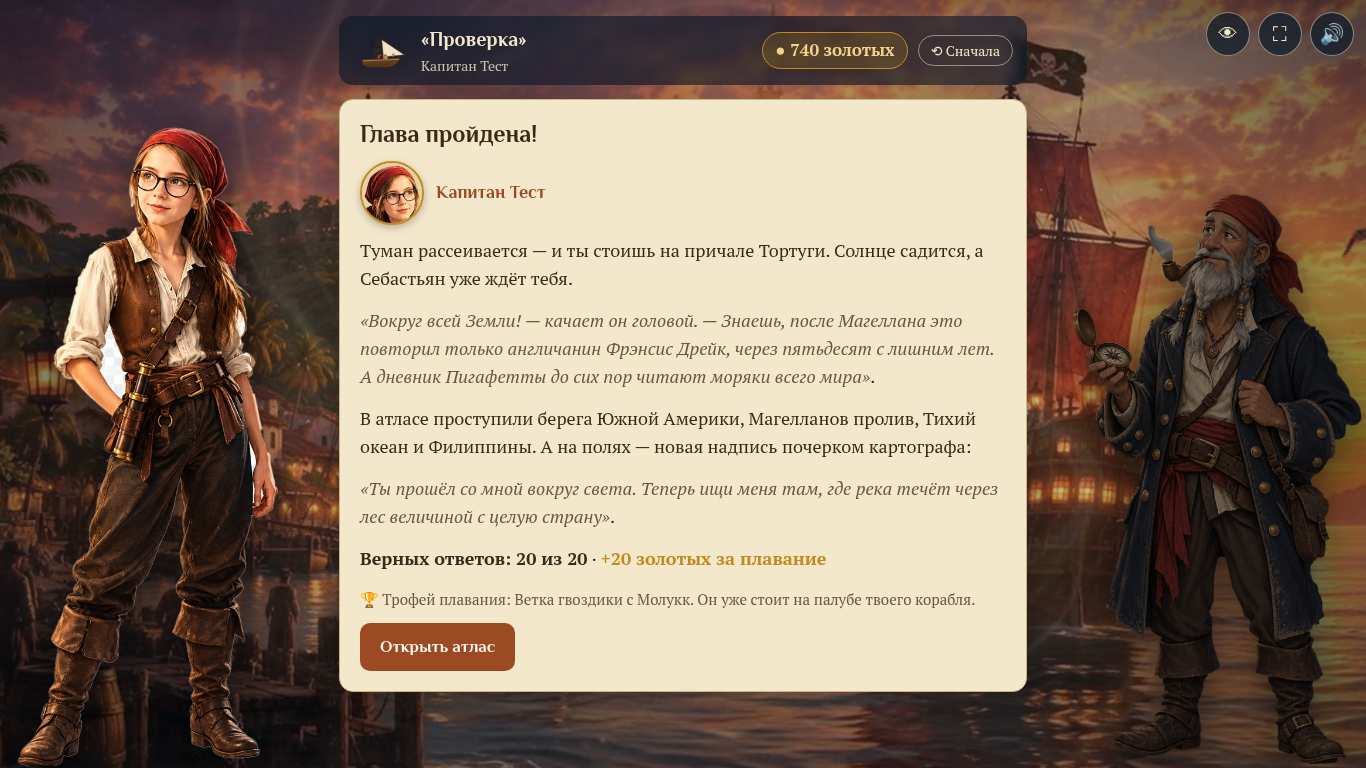 «Проверка»
Капитан Тест
● 740 золотых
⟲ Сначала
Глава пройдена!
Капитан Тест
Туман рассеивается — и ты стоишь на причале Тортуги. Солнце садится, а
Себастьян уже ждёт тебя.
«Вокруг всей Земли! — качает он головой. — Знаешь, после Магеллана это
повторил только англичанин Фрэнсис Дрейк, через пятьдесят с лишним лет.
А дневник Пигафетты до сих пор читают моряки всего мира».
В атласе проступили берега Южной Америки, Магелланов пролив, Тихий
океан и Филиппины. А на полях — новая надпись почерком картографа:
«Ты прошёл со мной вокруг света. Теперь ищи меня там, где река течёт через
лес величиной с целую страну».
Верных ответов: 20 из 20 · +20 золотых за плавание
🏆 Трофей плавания: Ветка гвоздики с Молукк. Он уже стоит на палубе твоего корабля.
Открыть атлас